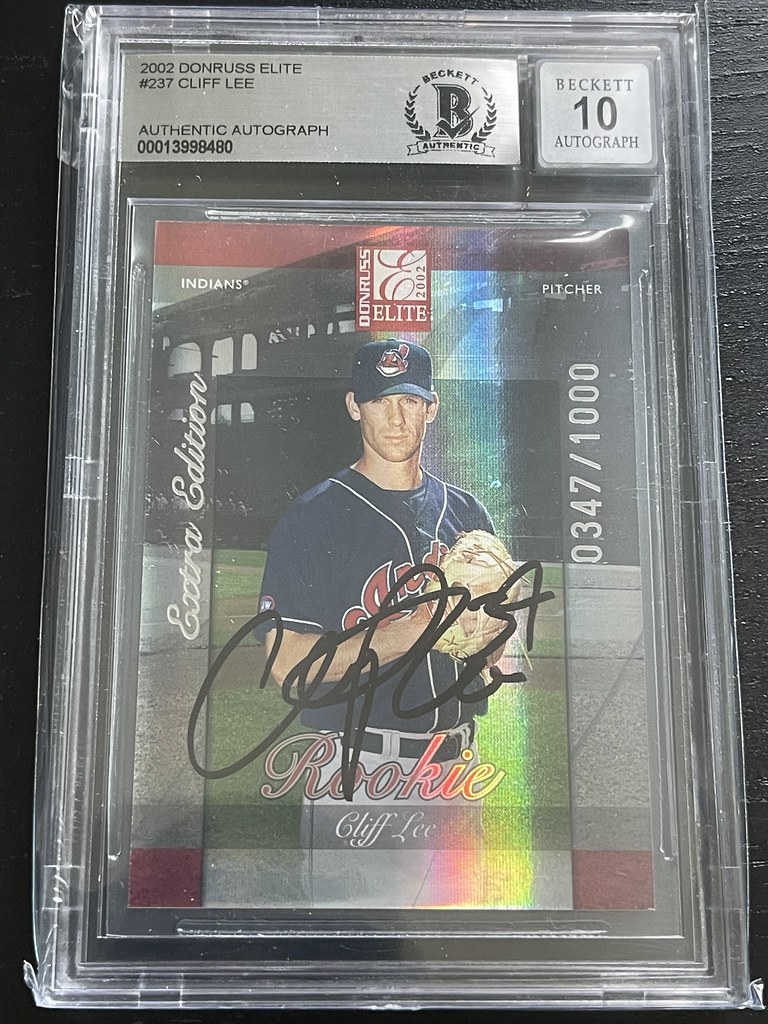 2002 DONRUSS ELITE
#237 CLIFF LEE
AUTHENTIC AUTOGRAPH
00013998480
BECKETT
B
AUTHENTIC
BECKETT
10
AUTOGRAPH
INDIANS®
DONRUSS
E
2002
ELITE
PITCHER
Extra Edition
0347/1000
Rookie
Cliff Lee